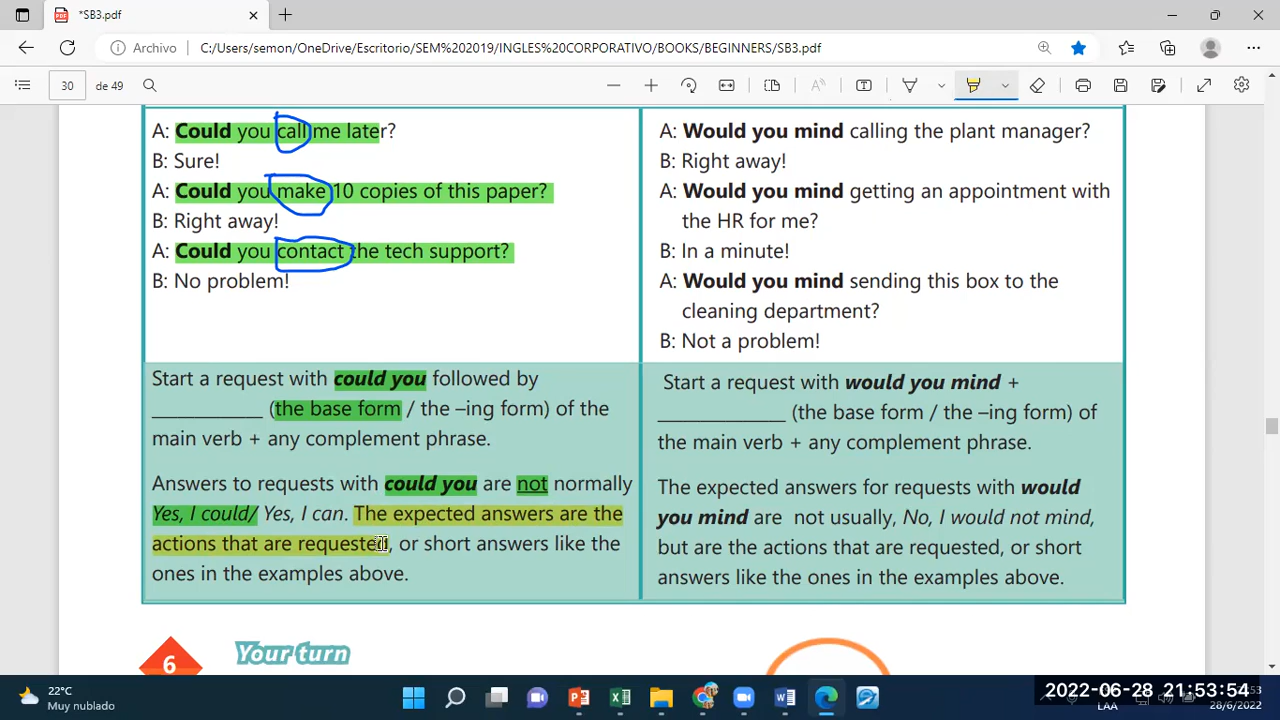 *SB3.pdf
Archivo
C:/Users/semon/OneDrive/Escritorio/SEM%202019/INGLES%20CORPORATIVO/BOOKS/BEGINNERS/SB3.pdf
30 de 49
A: Could you call me later?
B: Sure!
A: Could you make 10 copies of this paper?
B: Right away!
A: Could you contact the tech support?
B: No problem!
A: Would you mind calling the plant manager?
B: Right away!
A: Would you mind getting an appointment with
the HR for me?
B: In a minute!
A: Would you mind sending this box to the
cleaning department?
B: Not a problem!
Start a request with could you followed by
__________ (the base form / the –ing form) of the
main verb + any complement phrase.
Answers to requests with could you are not normally
Yes, I could/ Yes, I can. The expected answers are the
actions that are requested, or short answers like the
ones in the examples above.
Start a request with would you mind +
____________ (the base form / the –ing form) of
the main verb + any complement phrase.
The expected answers for requests with would
you mind are not usually, No, I would not mind,
but are the actions that are requested, or short
answers like the ones in the examples above.
6
Your turn
22°C
Muy nublado
LAA
2022-06-28 21:53:54
28/6/2022